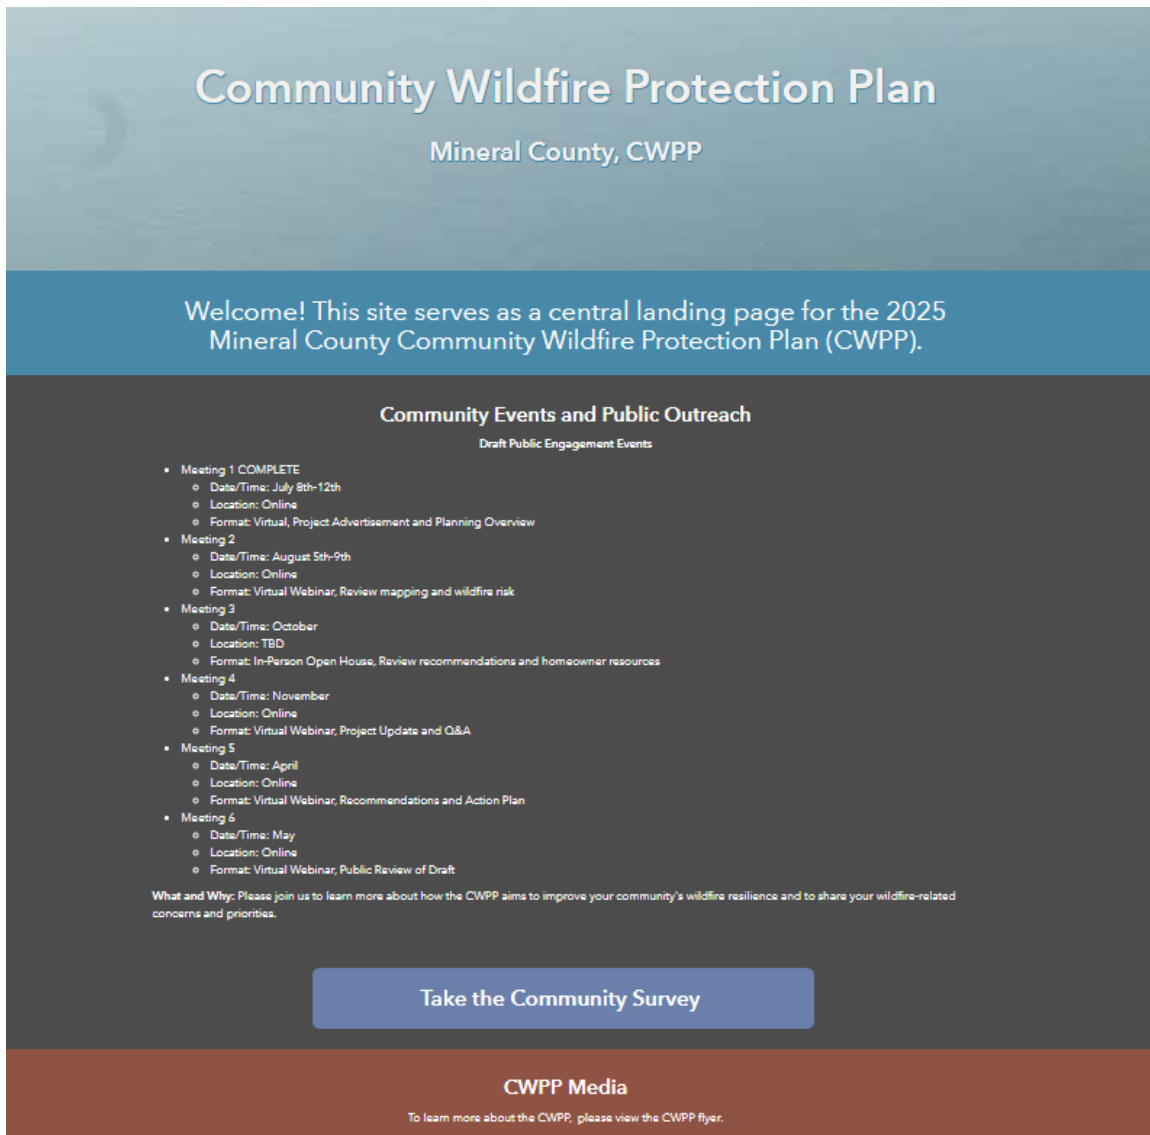 Community Wildfire Protection Plan
Mineral County, CWPP
Welcome! This site serves as a central landing page for the 2025
Mineral County Community Wildfire Protection Plan (CWPP).
Community Events and Public Outreach
Draft Public Engagement Events
• Meeting 1 COMPLETE
○ Date/Time: July 8th-12th
○ Location: Online
○ Format: Virtual, Project Advertisement and Planning Overview
• Meeting 2
○ Date/Time: August 5th-9th
○ Location: Online
○ Format: Virtual Webinar, Review mapping and wildfire risk
• Meeting 3
○ Date/Time: October
○ Location: TBD
○ Format: In-Person Open House, Review recommendations and homeowner resources
• Meeting 4
○ Date/Time: November
○ Location: Online
○ Format: Virtual Webinar, Project Update and Q&A
• Meeting 5
○ Date/Time: April
○ Location: Online
○ Format: Virtual Webinar, Recommendations and Action Plan
• Meeting 6
○ Date/Time: May
○ Location: Online
○ Format: Virtual Webinar, Public Review of Draft
What and Why: Please join us to learn more about how the CWPP aims to improve your community's wildfire resilience and to share your wildfire-related
concerns and priorities.
Take the Community Survey
CWPP Media
To learn more about the CWPP, please view the CWPP flyer.